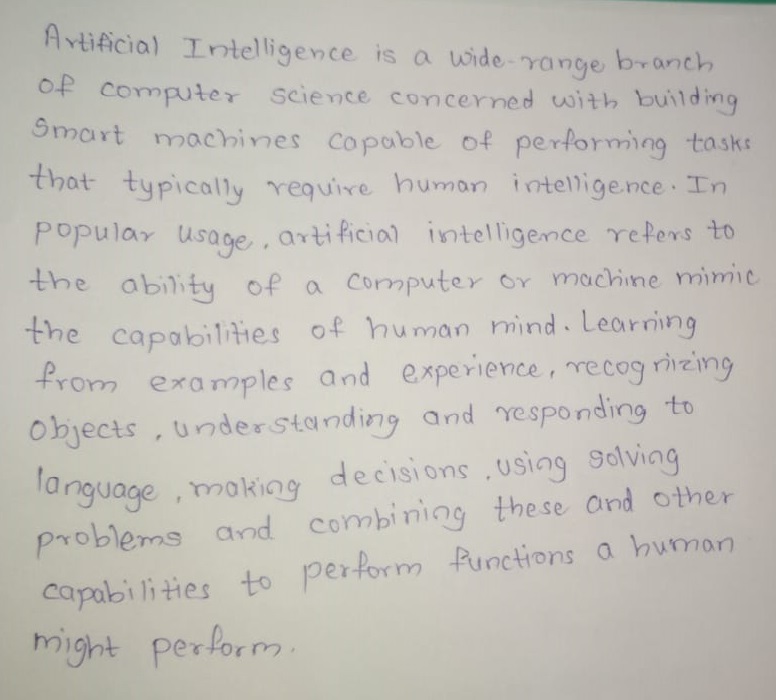 Artificial Intelligence is a wide-range branch
of computer science concerned with building
Smart machines capable of performing tasks
that typically require human intelligence. In
popular usage, artificial intelligence refers to
the ability of a computer or machine mimic
the capabilities of human mind. Learning
from examples and experience, recognizing
objects, understanding and responding to
language, making decisions, using solving
problems and combining these and other
capabilities to perform functions a human
might perform.